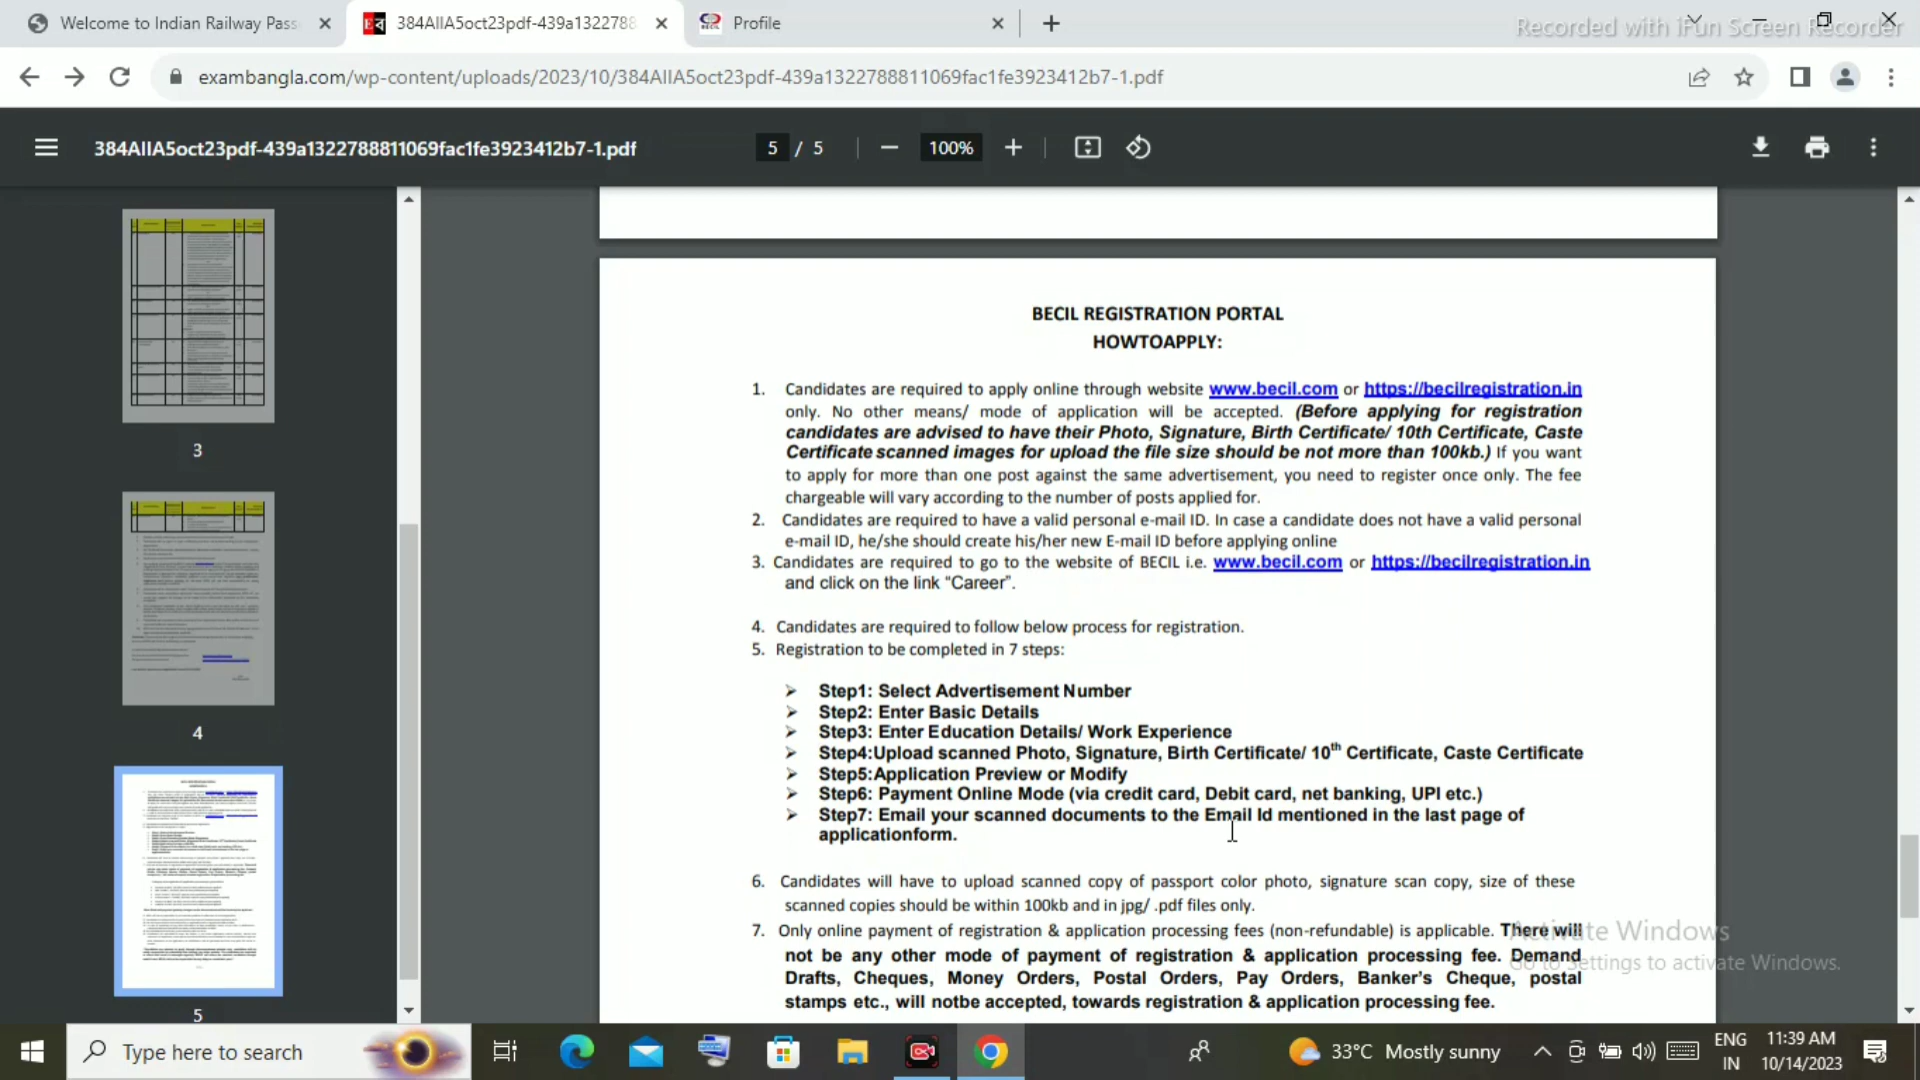 Welcome to Indian Railway Pass
384AIIA5oct23pdf-439a1322788
Profile
Recorded with iFun Screen Recorder
exambangla.com/wp-content/uploads/2023/10/384AIIA5oct23pdf-439a1322788811069fac1fe3923412b7-1.pdf
384AIIA5oct23pdf-439a1322788811069fac1fe3923412b7-1.pdf
5 / 5
100%
3
4
5
BECIL REGISTRATION PORTAL
HOWTOAPPLY:
1. Candidates are required to apply online through website www.becil.com or https://becilregistration.in
only. No other means/ mode of application will be accepted. (Before applying for registration
candidates are advised to have their Photo, Signature, Birth Certificate/ 10th Certificate, Caste
Certificate scanned images for upload the file size should be not more than 100kb.) If you want
to apply for more than one post against the same advertisement, you need to register once only. The fee
chargeable will vary according to the number of posts applied for.
2. Candidates are required to have a valid personal e-mail ID. In case a candidate does not have a valid personal
e-mail ID, he/she should create his/her new E-mail ID before applying online
3. Candidates are required to go to the website of BECIL i.e. www.becil.com or https://becilregistration.in
and click on the link “Career”.
4. Candidates are required to follow below process for registration.
5. Registration to be completed in 7 steps:
➢ Step1: Select Advertisement Number
➢ Step2: Enter Basic Details
➢ Step3: Enter Education Details/ Work Experience
➢ Step4:Upload scanned Photo, Signature, Birth Certificate/ 10th Certificate, Caste Certificate
➢ Step5:Application Preview or Modify
➢ Step6: Payment Online Mode (via credit card, Debit card, net banking, UPI etc.)
➢ Step7: Email your scanned documents to the Email Id mentioned in the last page of
applicationform.
6. Candidates will have to upload scanned copy of passport color photo, signature scan copy, size of these
scanned copies should be within 100kb and in jpg/ .pdf files only.
7. Only online payment of registration & application processing fees (non-refundable) is applicable. There will
not be any other mode of payment of registration & application processing fee. Demand
Drafts, Cheques, Money Orders, Postal Orders, Pay Orders, Banker’s Cheque, postal
stamps etc., will notbe accepted, towards registration & application processing fee.
Activate Windows
Go to Settings to activate Windows.
Type here to search
33°C Mostly sunny
ENG
IN
11:39 AM
10/14/2023